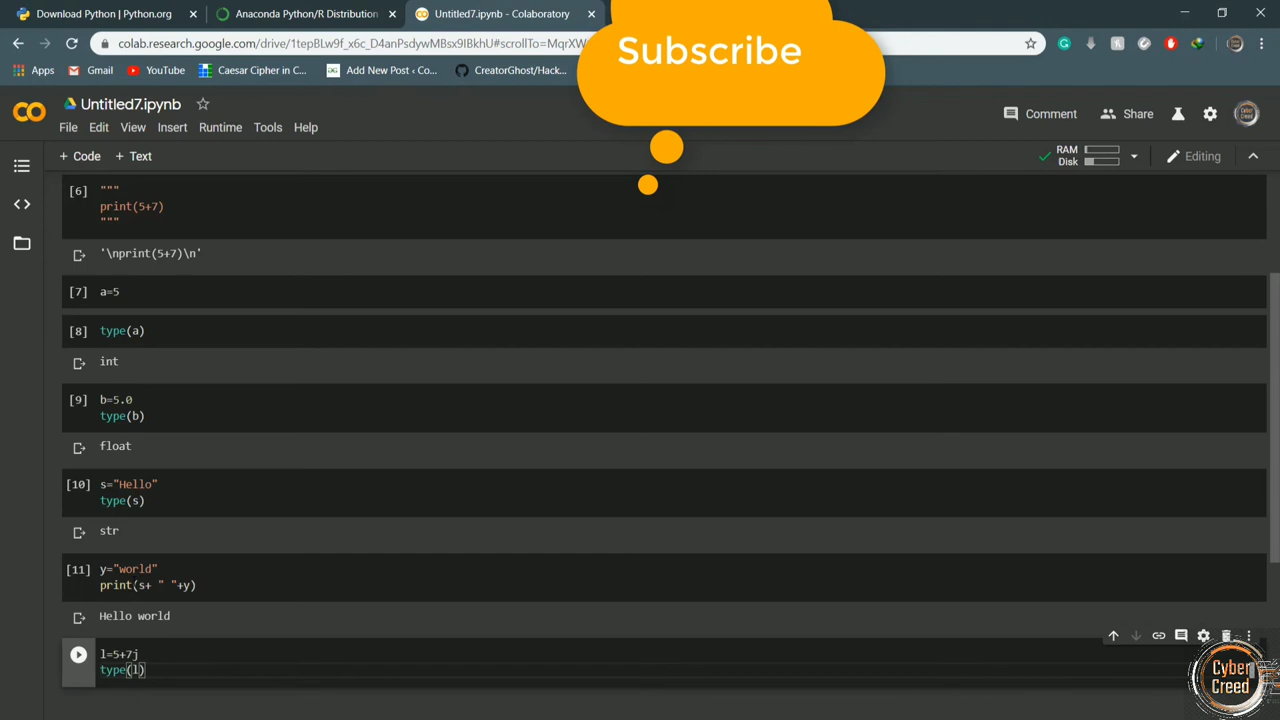 Download Python | Python.org
Anaconda Python/R Distribution
Untitled7.ipynb - Colaboratory
colab.research.google.com/drive/1tepBLw9f_x6c_D4anPsdywMBsx9IBkhU#scrollTo=MqrXW
Subscribe
Apps
Gmail
YouTube
Caesar Cipher in C...
Add New Post ‹ Co...
CreatorGhost/Hack...
CO
Untitled7.ipynb
Comment
Share
File
Edit
View
Insert
Runtime
Tools
Help
+ Code
+ Text
RAM
Disk
Editing
[6] """
print(5+7)
"""
'\nprint(5+7)\n'
[7] a=5
[8] type(a)
int
[9] b=5.0
type(b)
float
[10] s="Hello"
type(s)
str
[11] y="world"
print(s+ " "+y)
Hello world
l=5+7j
type(l)
Cyber
Creed